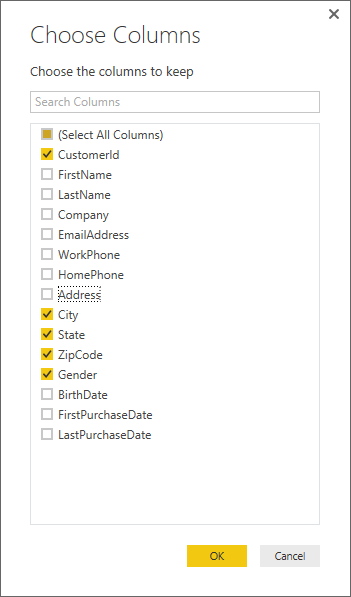 Choose Columns
Choose the columns to keep
Search Columns
(Select All Columns)
CustomerId
FirstName
LastName
Company
EmailAddress
WorkPhone
HomePhone
Address
City
State
ZipCode
Gender
BirthDate
FirstPurchaseDate
LastPurchaseDate
OK
Cancel